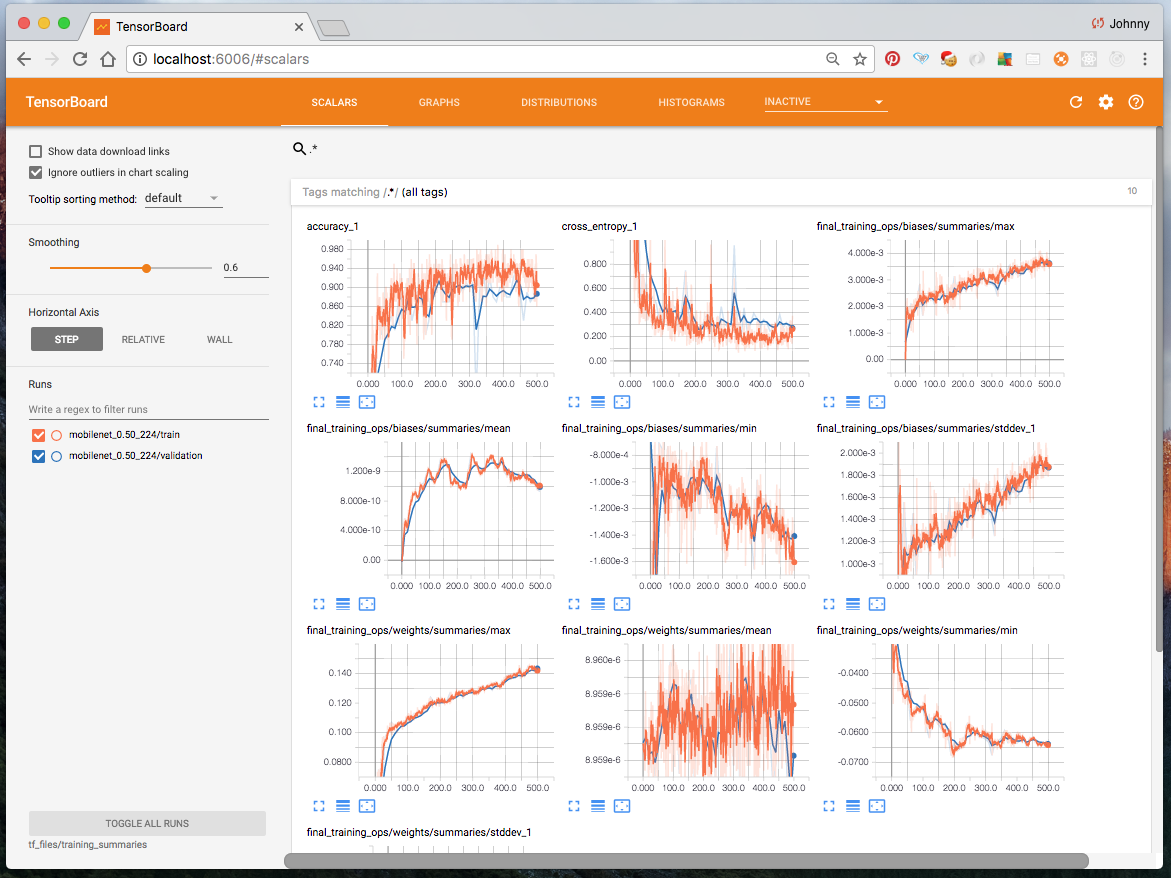 TensorBoard
Johnny
localhost:6006/#scalars
TensorBoard SCALARS GRAPHS DISTRIBUTIONS HISTOGRAMS INACTIVE
Show data download links
Ignore outliers in chart scaling
Tooltip sorting method: default
Smoothing
0.6
Horizontal Axis
STEP RELATIVE WALL
Runs
Write a regex to filter runs
mobilenet_0.50_224/train
mobilenet_0.50_224/validation
TOGGLE ALL RUNS
tf_files/training_summaries
.*
Tags matching /.*/ (all tags) 10
accuracy_1
0.980
0.940
0.900
0.860
0.820
0.780
0.740
0.000 100.0 200.0 300.0 400.0 500.0
cross_entropy_1
0.800
0.600
0.400
0.200
0.00
0.000 100.0 200.0 300.0 400.0 500.0
final_training_ops/biases/summaries/max
4.000e-3
3.000e-3
2.000e-3
1.000e-3
0.00
0.000 100.0 200.0 300.0 400.0 500.0
final_training_ops/biases/summaries/mean
1.200e-9
8.000e-10
4.000e-10
0.00
0.000 100.0 200.0 300.0 400.0 500.0
final_training_ops/biases/summaries/min
-8.000e-4
-1.000e-3
-1.200e-3
-1.400e-3
-1.600e-3
0.000 100.0 200.0 300.0 400.0 500.0
final_training_ops/biases/summaries/stddev_1
2.000e-3
1.800e-3
1.600e-3
1.400e-3
1.200e-3
1.000e-3
0.000 100.0 200.0 300.0 400.0 500.0
final_training_ops/weights/summaries/max
0.140
0.120
0.100
0.0800
0.000 100.0 200.0 300.0 400.0 500.0
final_training_ops/weights/summaries/mean
8.960e-6
8.959e-6
8.959e-6
8.959e-6
0.000 100.0 200.0 300.0 400.0 500.0
final_training_ops/weights/summaries/min
-0.0400
-0.0500
-0.0600
-0.0700
0.000 100.0 200.0 300.0 400.0 500.0
final_training_ops/weights/summaries/stddev_1